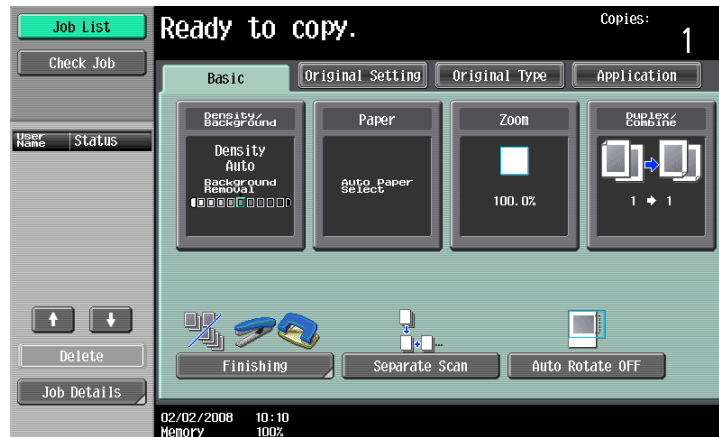 Job List
Check Job
User Name
Status
Delete
Job Details
Ready to copy.
Copies:
1
Basic
Original Setting
Original Type
Application
Density/
Background
Density
Auto
Background
Removal
Paper
Auto Paper
Select
Zoom
100.0%
Duplex/
Combine
1 → 1
Finishing
Separate Scan
Auto Rotate OFF
02/02/2008 10:10
Memory 100%